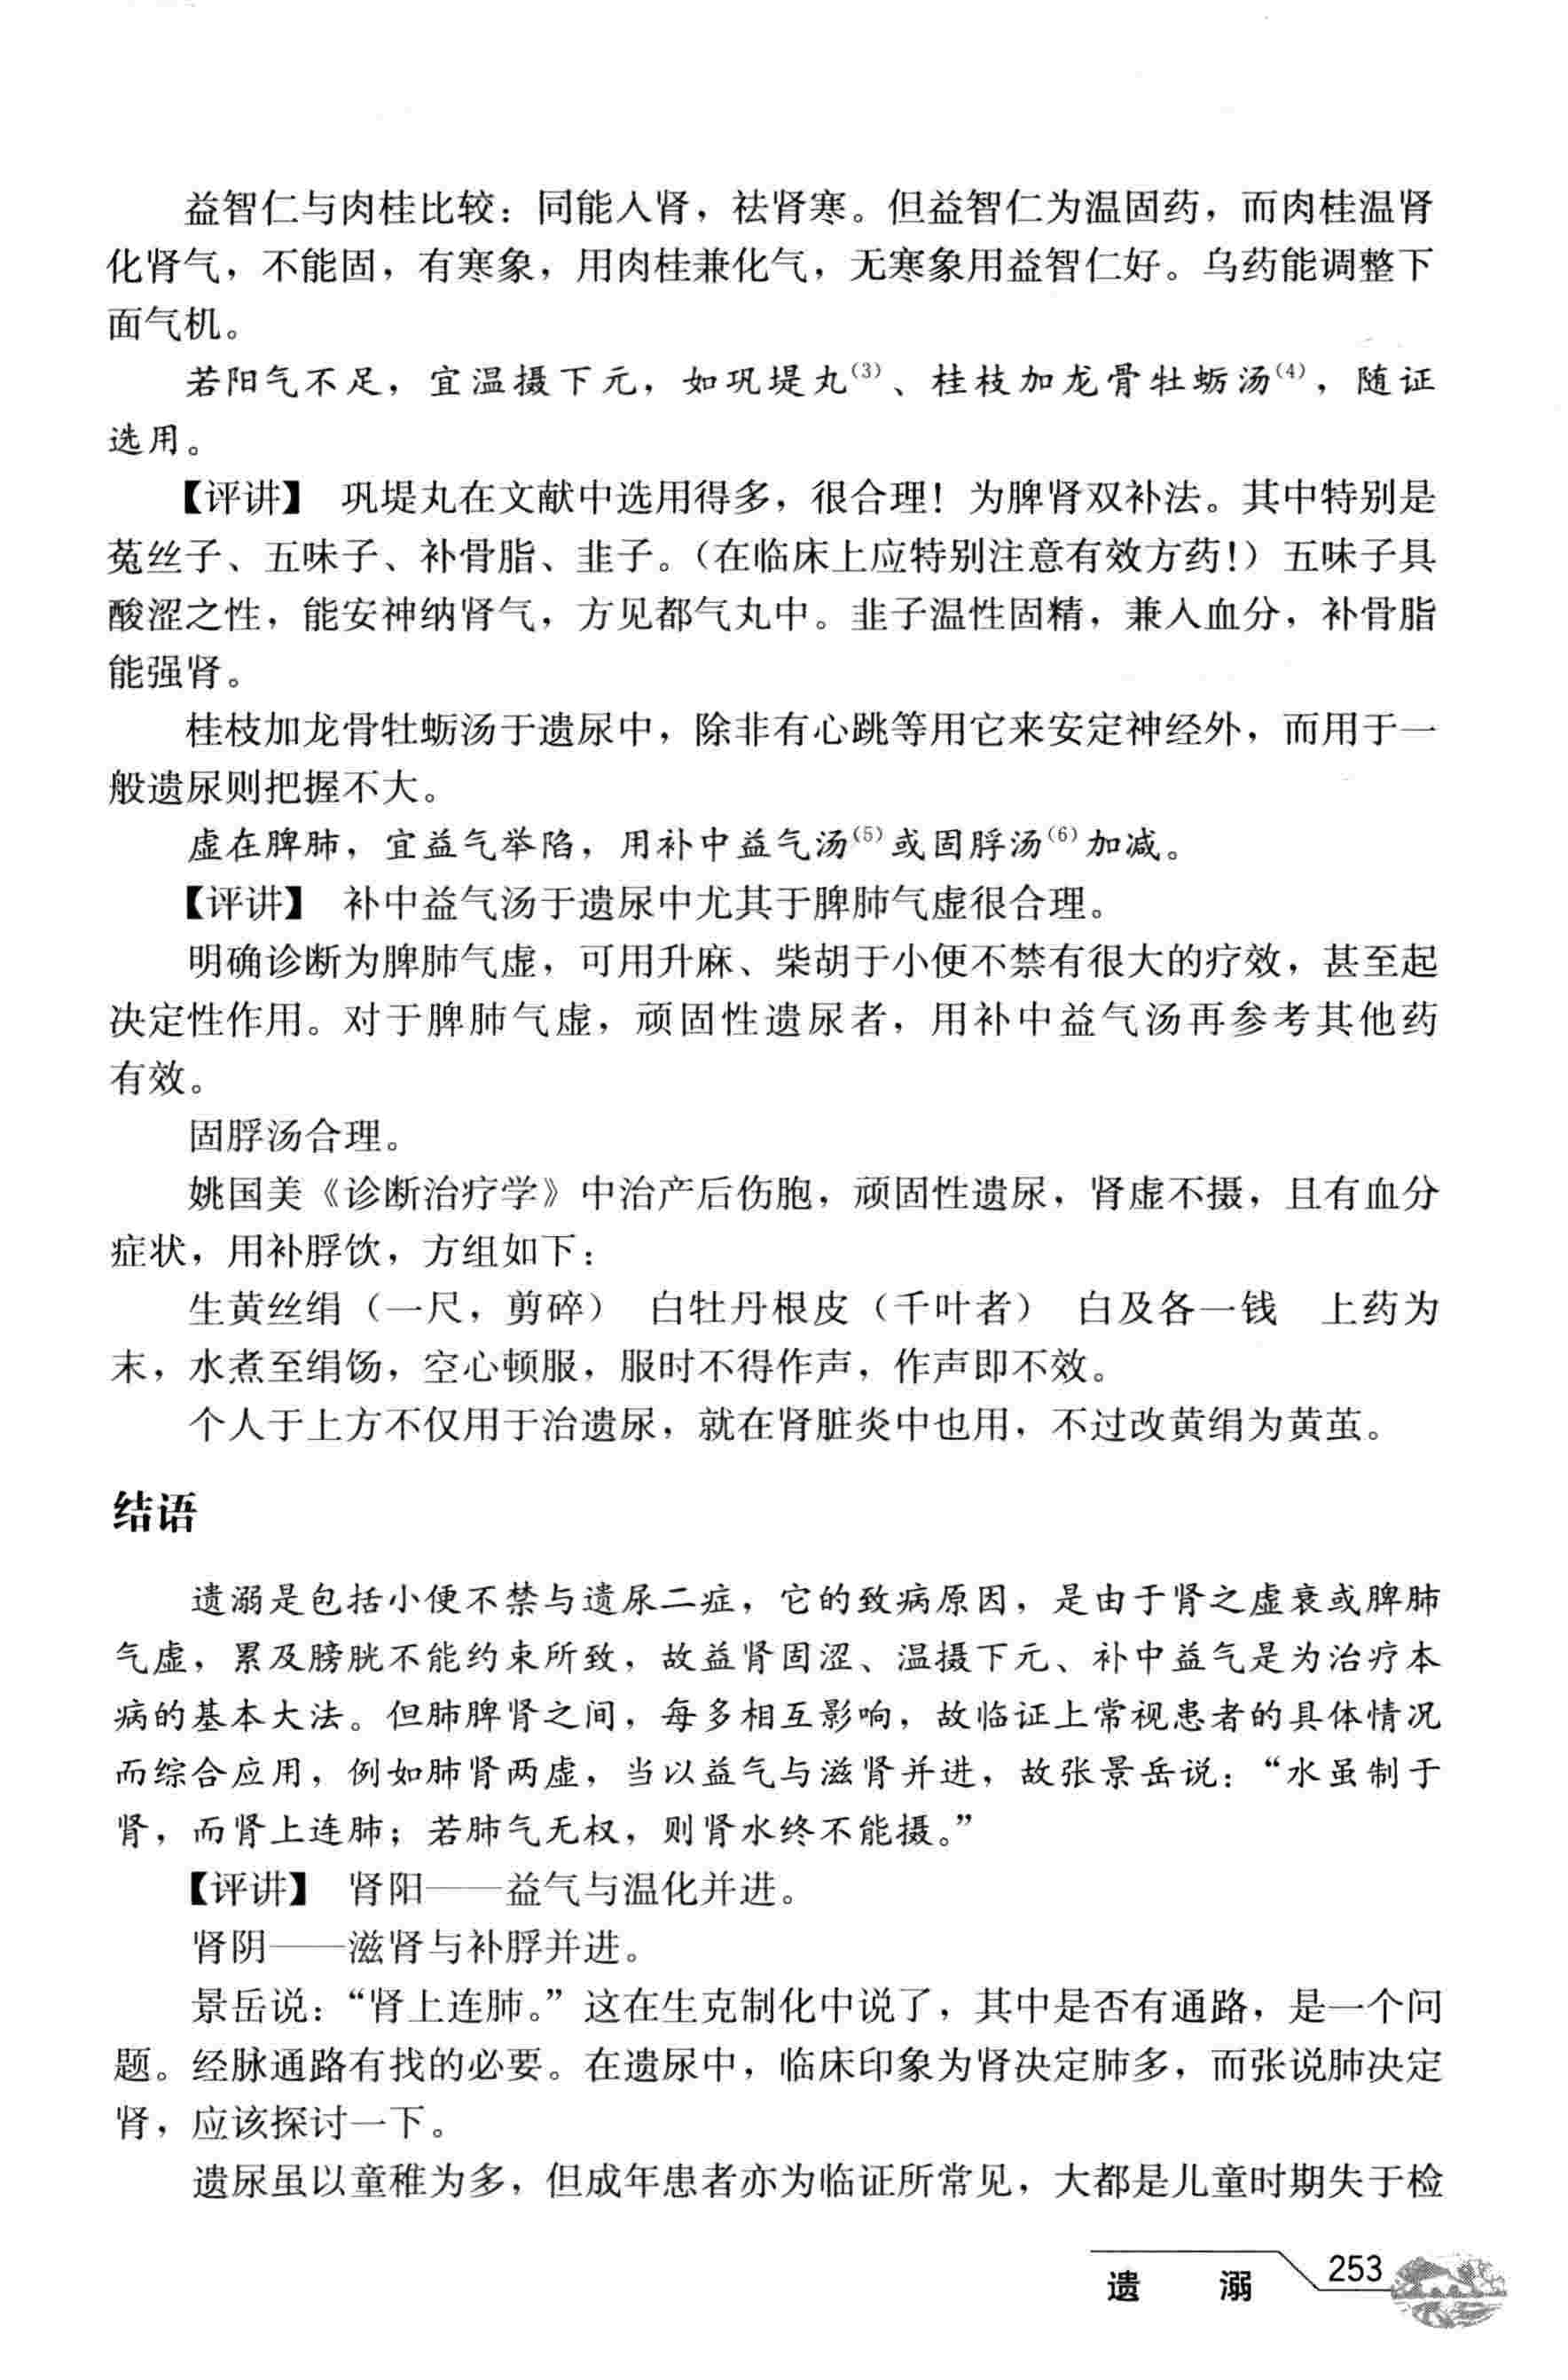 益智仁与肉桂比较：同能入肾，祛肾寒。但益智仁为温固药，而肉桂温肾
化肾气，不能固，有寒象，用肉桂兼化气，无寒象用益智仁好。乌药能调整下
面气机。
若阳气不足，宜温摄下元，如巩堤丸⁽³⁾、桂枝加龙骨牡蛎汤⁽⁴⁾，随证
选用。
【评讲】 巩堤丸在文献中选用得多，很合理！为脾肾双补法。其中特别是
菟丝子、五味子、补骨脂、韭子。（在临床上应特别注意有效方药！）五味子具
酸涩之性，能安神纳肾气，方见都气丸中。韭子温性固精，兼入血分，补骨脂
能强肾。
桂枝加龙骨牡蛎汤于遗尿中，除非有心跳等用它来安定神经外，而用于一
般遗尿则把握不大。
虚在脾肺，宜益气举陷，用补中益气汤⁽⁵⁾或固脬汤⁽⁶⁾加减。
【评讲】 补中益气汤于遗尿中尤其于脾肺气虚很合理。
明确诊断为脾肺气虚，可用升麻、柴胡于小便不禁有很大的疗效，甚至起
决定性作用。对于脾肺气虚，顽固性遗尿者，用补中益气汤再参考其他药
有效。
固脬汤合理。
姚国美《诊断治疗学》中治产后伤胞，顽固性遗尿，肾虚不摄，且有血分
症状，用补脬饮，方组如下：
生黄丝绢（一尺，剪碎） 白牡丹根皮（千叶者） 白及各一钱 上药为
末，水煮至绢饧，空心顿服，服时不得作声，作声即不效。
个人于上方不仅用于治遗尿，就在肾脏炎中也用，不过改黄绢为黄茧。
结语
遗溺是包括小便不禁与遗尿二症，它的致病原因，是由于肾之虚衰或脾肺
气虚，累及膀胱不能约束所致，故益肾固涩、温摄下元、补中益气是为治疗本
病的基本大法。但肺脾肾之间，每多相互影响，故临证上常视患者的具体情况
而综合应用，例如肺肾两虚，当以益气与滋肾并进，故张景岳说：“水虽制于
肾，而肾上连肺；若肺气无权，则肾水终不能摄。”
【评讲】 肾阳——益气与温化并进。
肾阴——滋肾与补脬并进。
景岳说：“肾上连肺。”这在生克制化中说了，其中是否有通路，是一个问
题。经脉通路有找的必要。在遗尿中，临床印象为肾决定肺多，而张说肺决定
肾，应该探讨一下。
遗尿虽以童稚为多，但成年患者亦为临证所常见，大都是儿童时期失于检
遗 溺 253